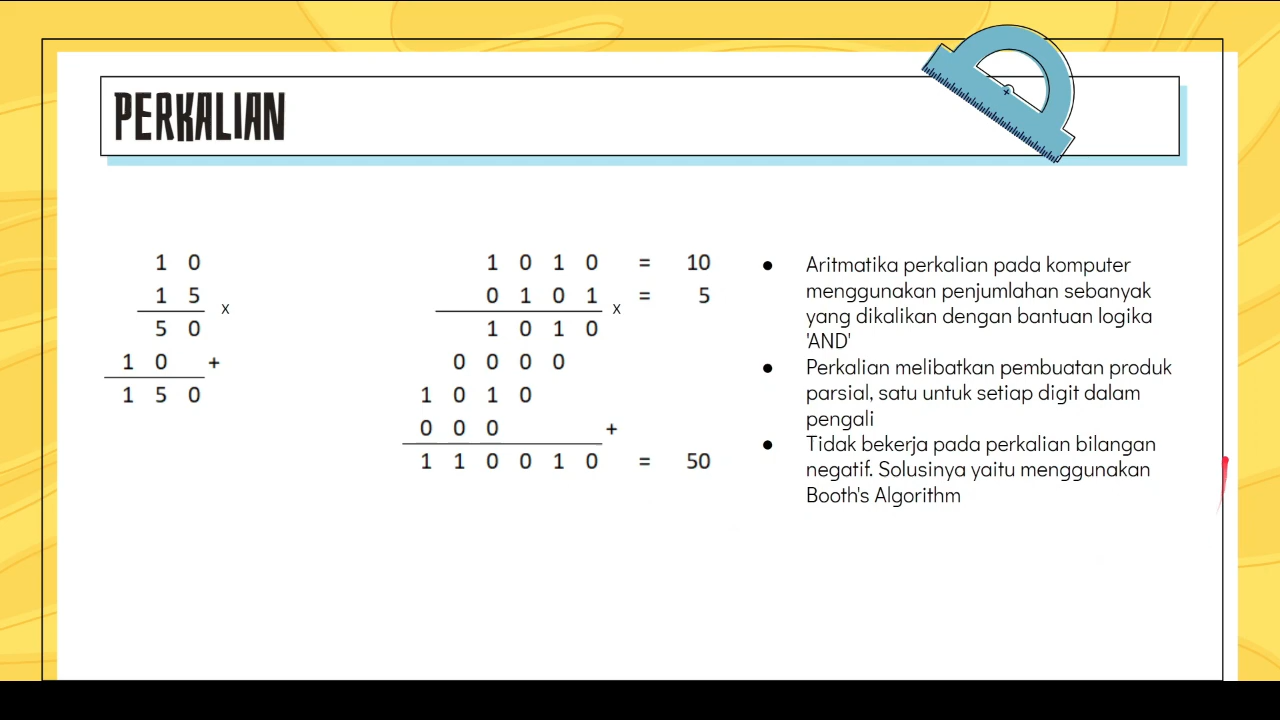 PERKALIAN
1 0
1 5 x
5 0
1 0 +
1 5 0
1 0 1 0 = 10
0 1 0 1 x = 5
1 0 1 0
0 0 0 0
1 0 1 0
0 0 0 +
1 1 0 0 1 0 = 50
● Aritmatika perkalian pada komputer
menggunakan penjumlahan sebanyak
yang dikalikan dengan bantuan logika
'AND'
● Perkalian melibatkan pembuatan produk
parsial, satu untuk setiap digit dalam
pengali
● Tidak bekerja pada perkalian bilangan
negatif. Solusinya yaitu menggunakan
Booth's Algorithm